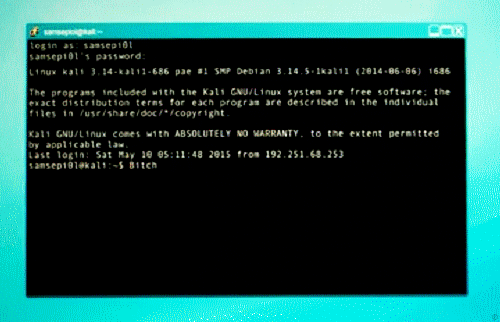 samsepi0l@kali: ~
login as: samsepi0l
samsepi0l's password:
Linux kali 3.14-kali1-686 pae #1 SMP Debian 3.14.5-1kali1 (2014-06-06) i686
The programs included with the Kali GNU/Linux system are free software; the
exact distribution terms for each program are described in the individual
files in /usr/share/doc/*/copyright.
Kali GNU/Linux comes with ABSOLUTELY NO WARRANTY, to the extent permitted
by applicable law.
Last login: Sat May 10 05:11:48 2015 from 192.251.68.253
samsepi0l@kali:~$ Bitch